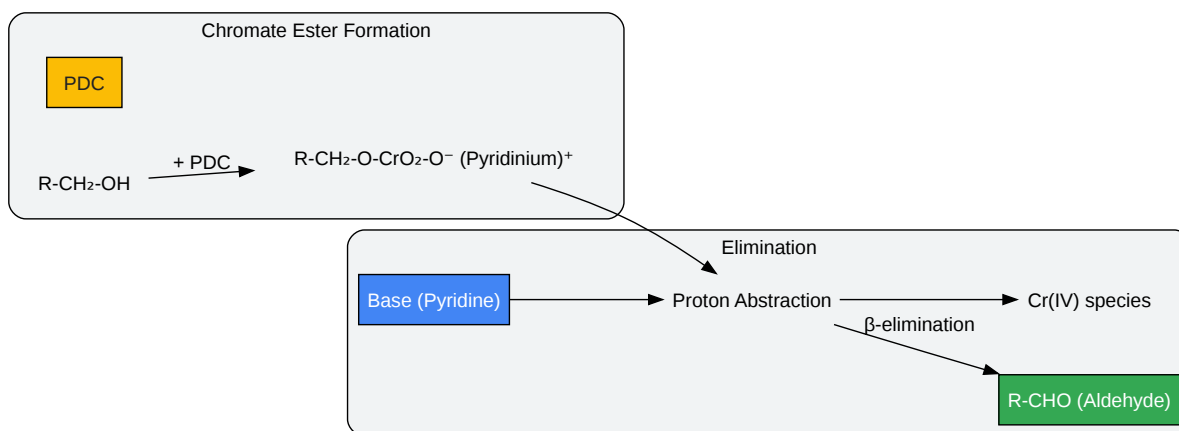 Chromate Ester Formation
PDC
+ PDC
R-CH₂-O-CrO₂-O⁻ (Pyridinium)⁺
R-CH₂-OH
Elimination
Base (Pyridine)
Proton Abstraction
Cr(IV) species
β-elimination
R-CHO (Aldehyde)